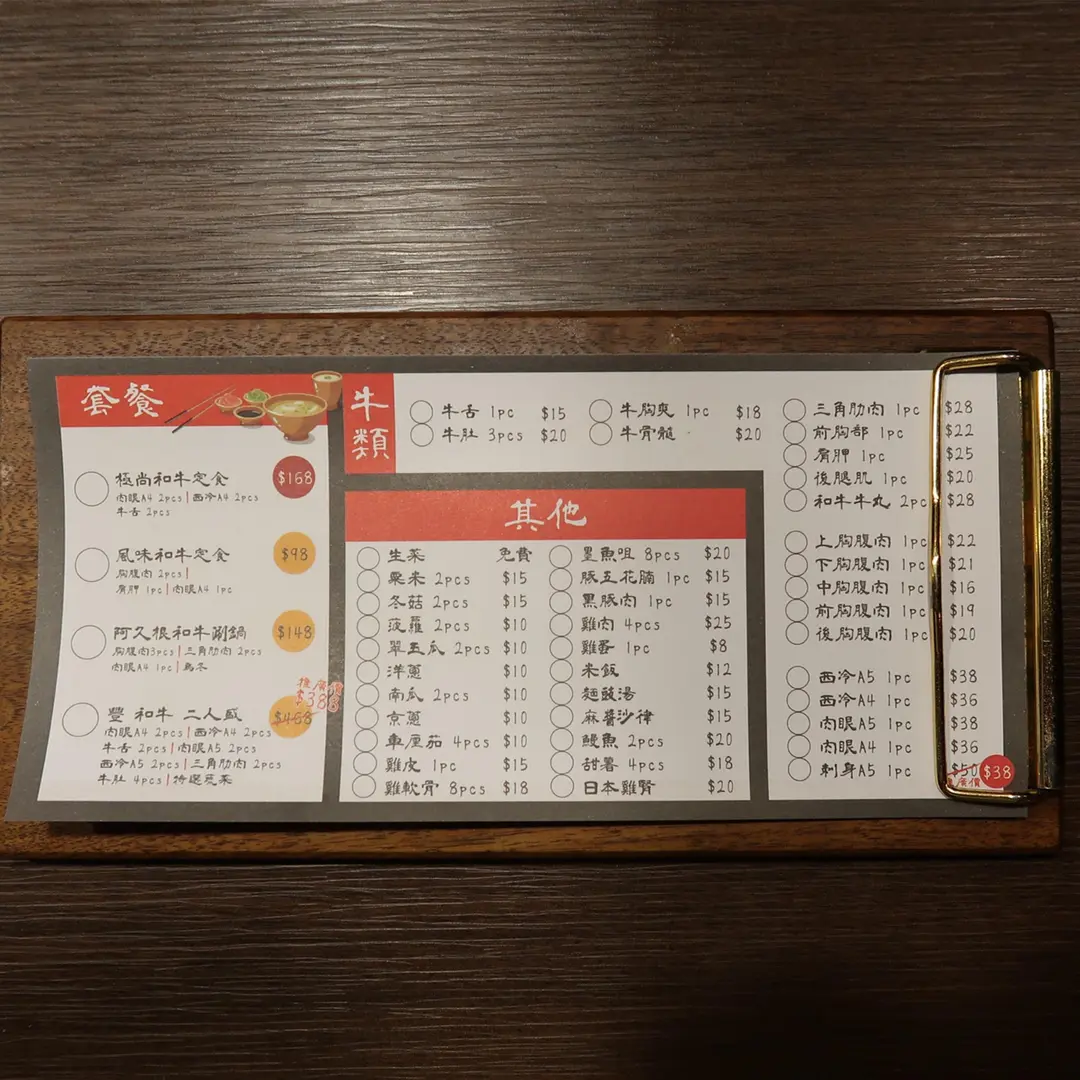 套餐
極尚和牛定食 $168
肉眼A4 2pcs|西冷A4 2pcs
牛舌 2pcs
風味和牛定食 $98
胸腹肉 2pcs|
肩胛 1pc|肉眼A4 1pc
阿久根和牛涮鍋 $148
胸腹肉3pcs|三角肋肉 2pcs
肉眼A4 1pc|烏冬
豐 和牛 二人盛 $468
推廣價
$388
肉眼A4 2pcs|西冷A4 2pcs
牛舌 2pcs|肉眼A5 2pcs
西冷A5 2pcs|三角肋肉 2pcs
牛肚 4pcs|特選蔬菜
牛類
牛舌 1pc $15
牛肚 3pcs $20
牛胸爽 1pc $18
牛骨髓 $20
三角肋肉 1pc $28
前胸部 1pc $22
肩胛 1pc $25
後腿肌 1pc $20
和牛牛丸 2pc $28
上胸腹肉 1pc $22
下胸腹肉 1pc $21
中胸腹肉 1pc $16
前胸腹肉 1pc $19
後胸腹肉 1pc $20
西冷A5 1pc $38
西冷A4 1pc $36
肉眼A5 1pc $38
肉眼A4 1pc $36
刺身A5 1pc $50 $38
其他
生菜 免費
粟米 2pcs $15
冬菇 2pcs $15
菠蘿 2pcs $10
翠玉瓜 2pcs $10
洋蔥 $10
南瓜 2pcs $10
京蔥 $10
車厘茄 4pcs $10
雞皮 1pc $15
雞軟骨 8pcs $18
墨魚咀 8pcs $20
豚五花腩 1pc $15
黑豚肉 1pc $15
雞肉 4pcs $25
雞蛋 1pc $8
米飯 $12
麵豉湯 $15
麻醬沙律 $15
鰻魚 2pcs $20
甜薯 4pcs $18
日本雞腎 $20